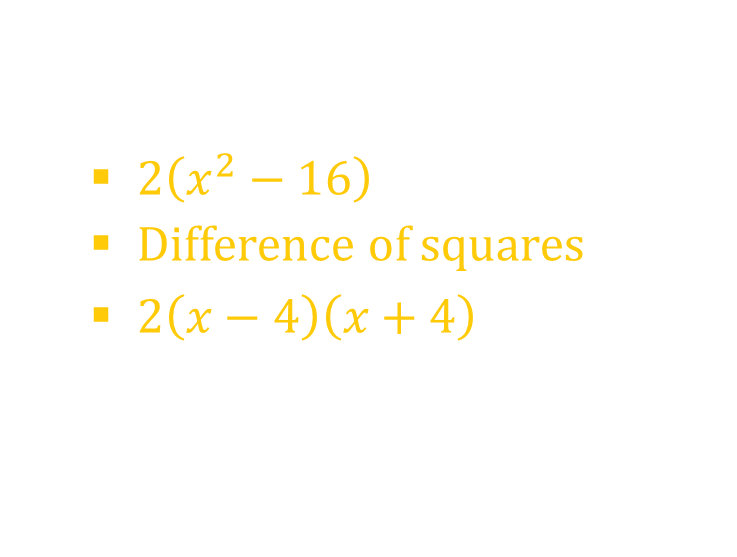 ▪ 2(x² − 16)
▪ Difference of squares
▪ 2(x − 4)(x + 4)